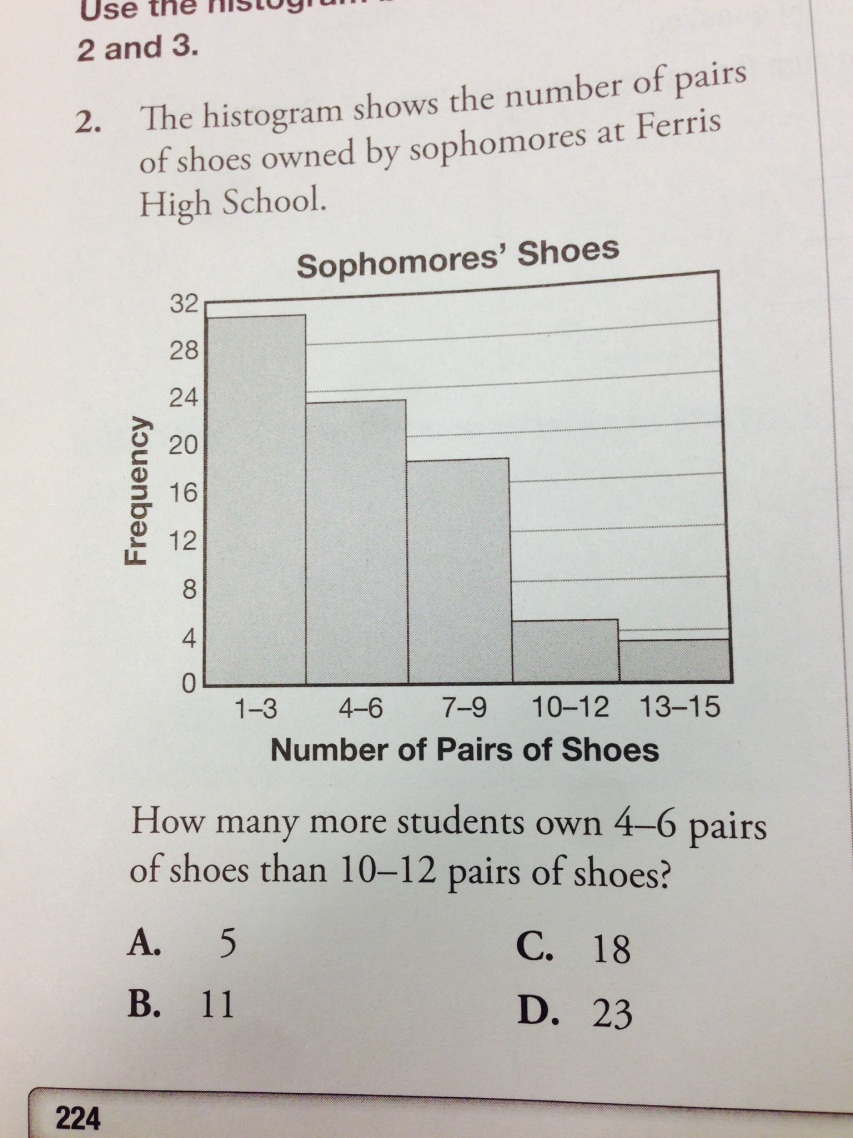 Use the
2 and 3.
2. The histogram shows the number of pairs
of shoes owned by sophomores at Ferris
High School.
Sophomores' Shoes
32
28
24
20
16
12
8
4
0
Frequency
1–3 4–6 7–9 10–12 13–15
Number of Pairs of Shoes
How many more students own 4–6 pairs
of shoes than 10–12 pairs of shoes?
A. 5 C. 18
B. 11 D. 23
224